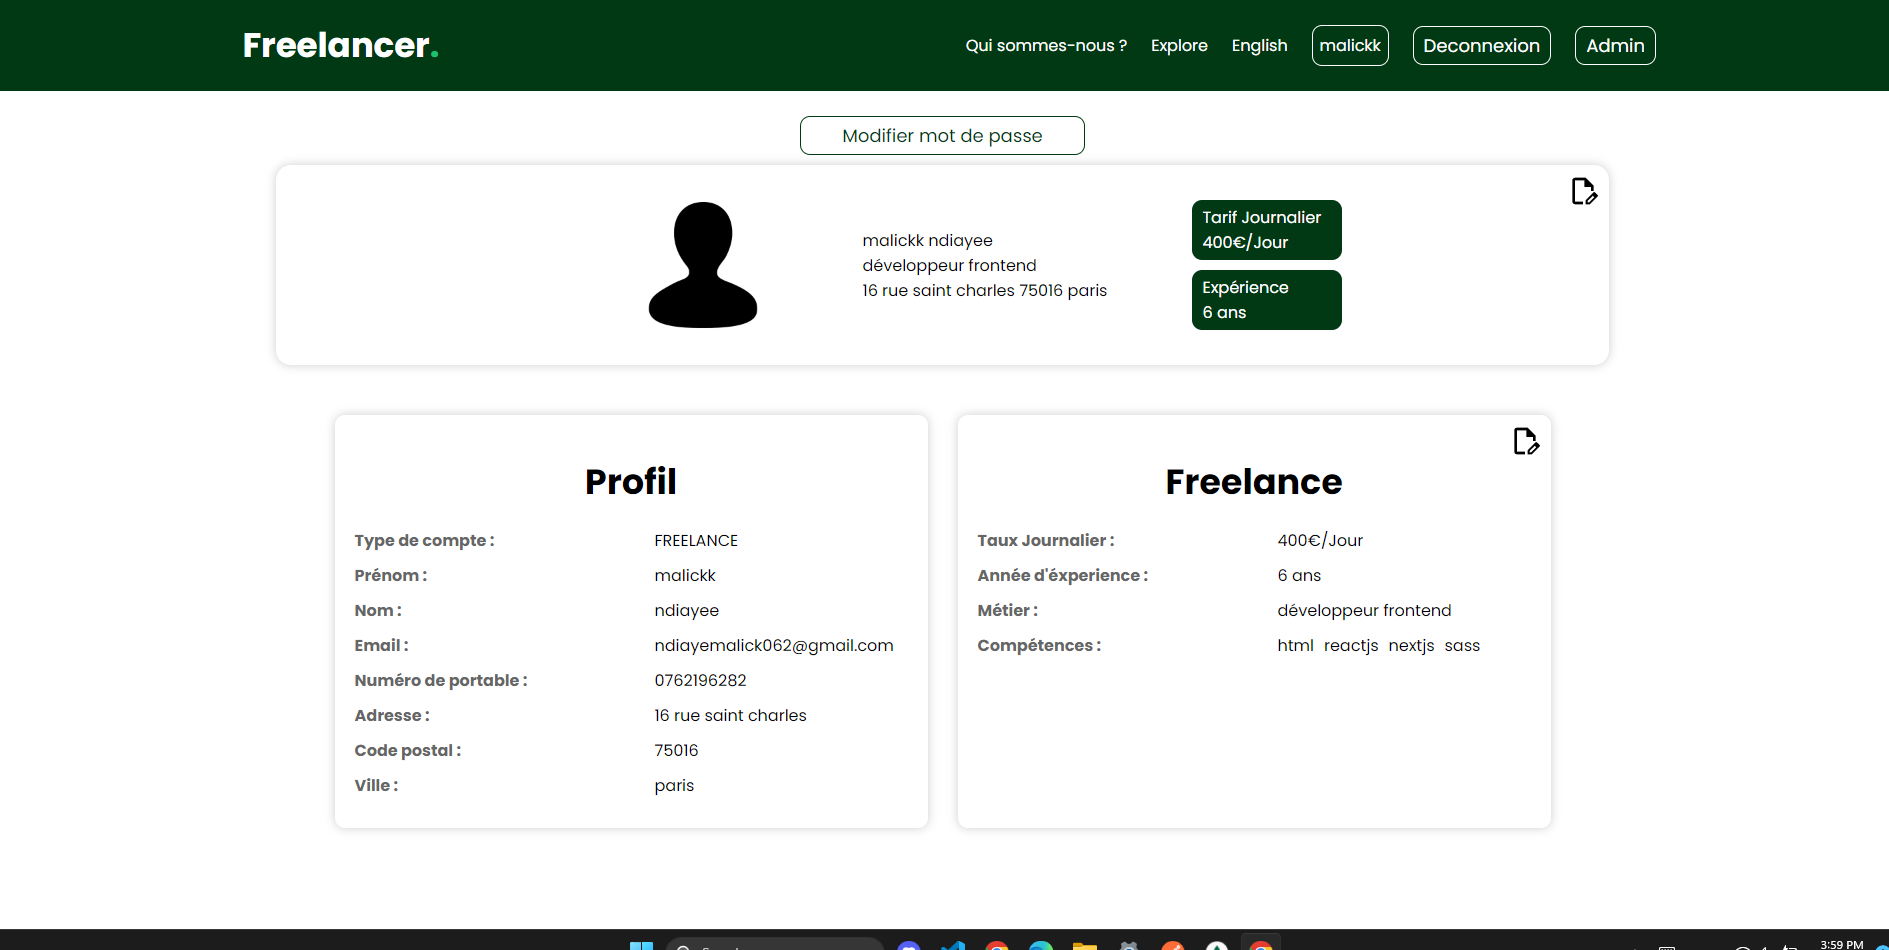 Freelancer.
Qui sommes-nous ? Explore English malickk Deconnexion Admin
Modifier mot de passe
malickk ndiayee
développeur frontend
16 rue saint charles 75016 paris
Tarif Journalier
400€/Jour
Expérience
6 ans
Profil
Type de compte : FREELANCE
Prénom : malickk
Nom : ndiayee
Email : ndiayemalick062@gmail.com
Numéro de portable : 0762196282
Adresse : 16 rue saint charles
Code postal : 75016
Ville : paris
Freelance
Taux Journalier : 400€/Jour
Année d'éxperience : 6 ans
Métier : développeur frontend
Compétences : html reactjs nextjs sass
3:59 PM